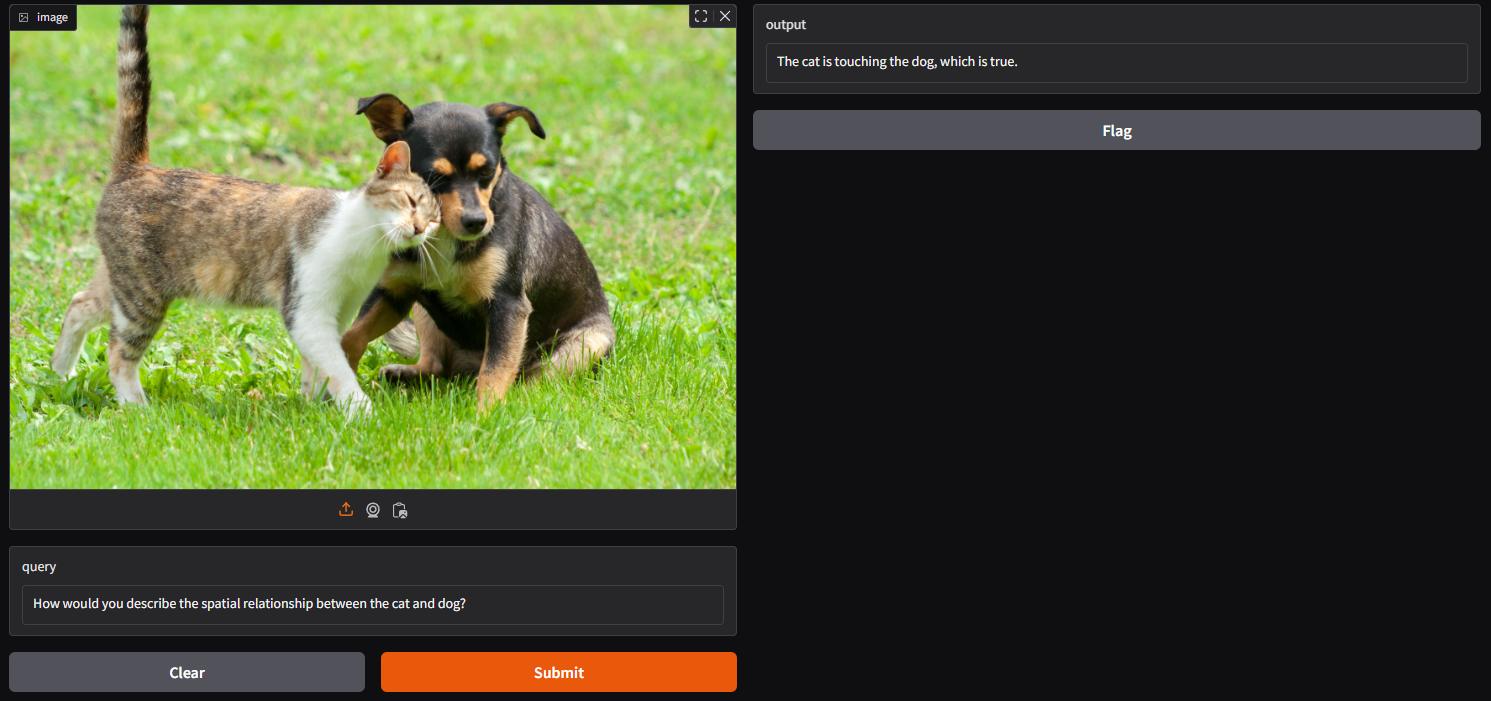 image
output
The cat is touching the dog, which is true.
Flag
query
How would you describe the spatial relationship between the cat and dog?
Clear
Submit